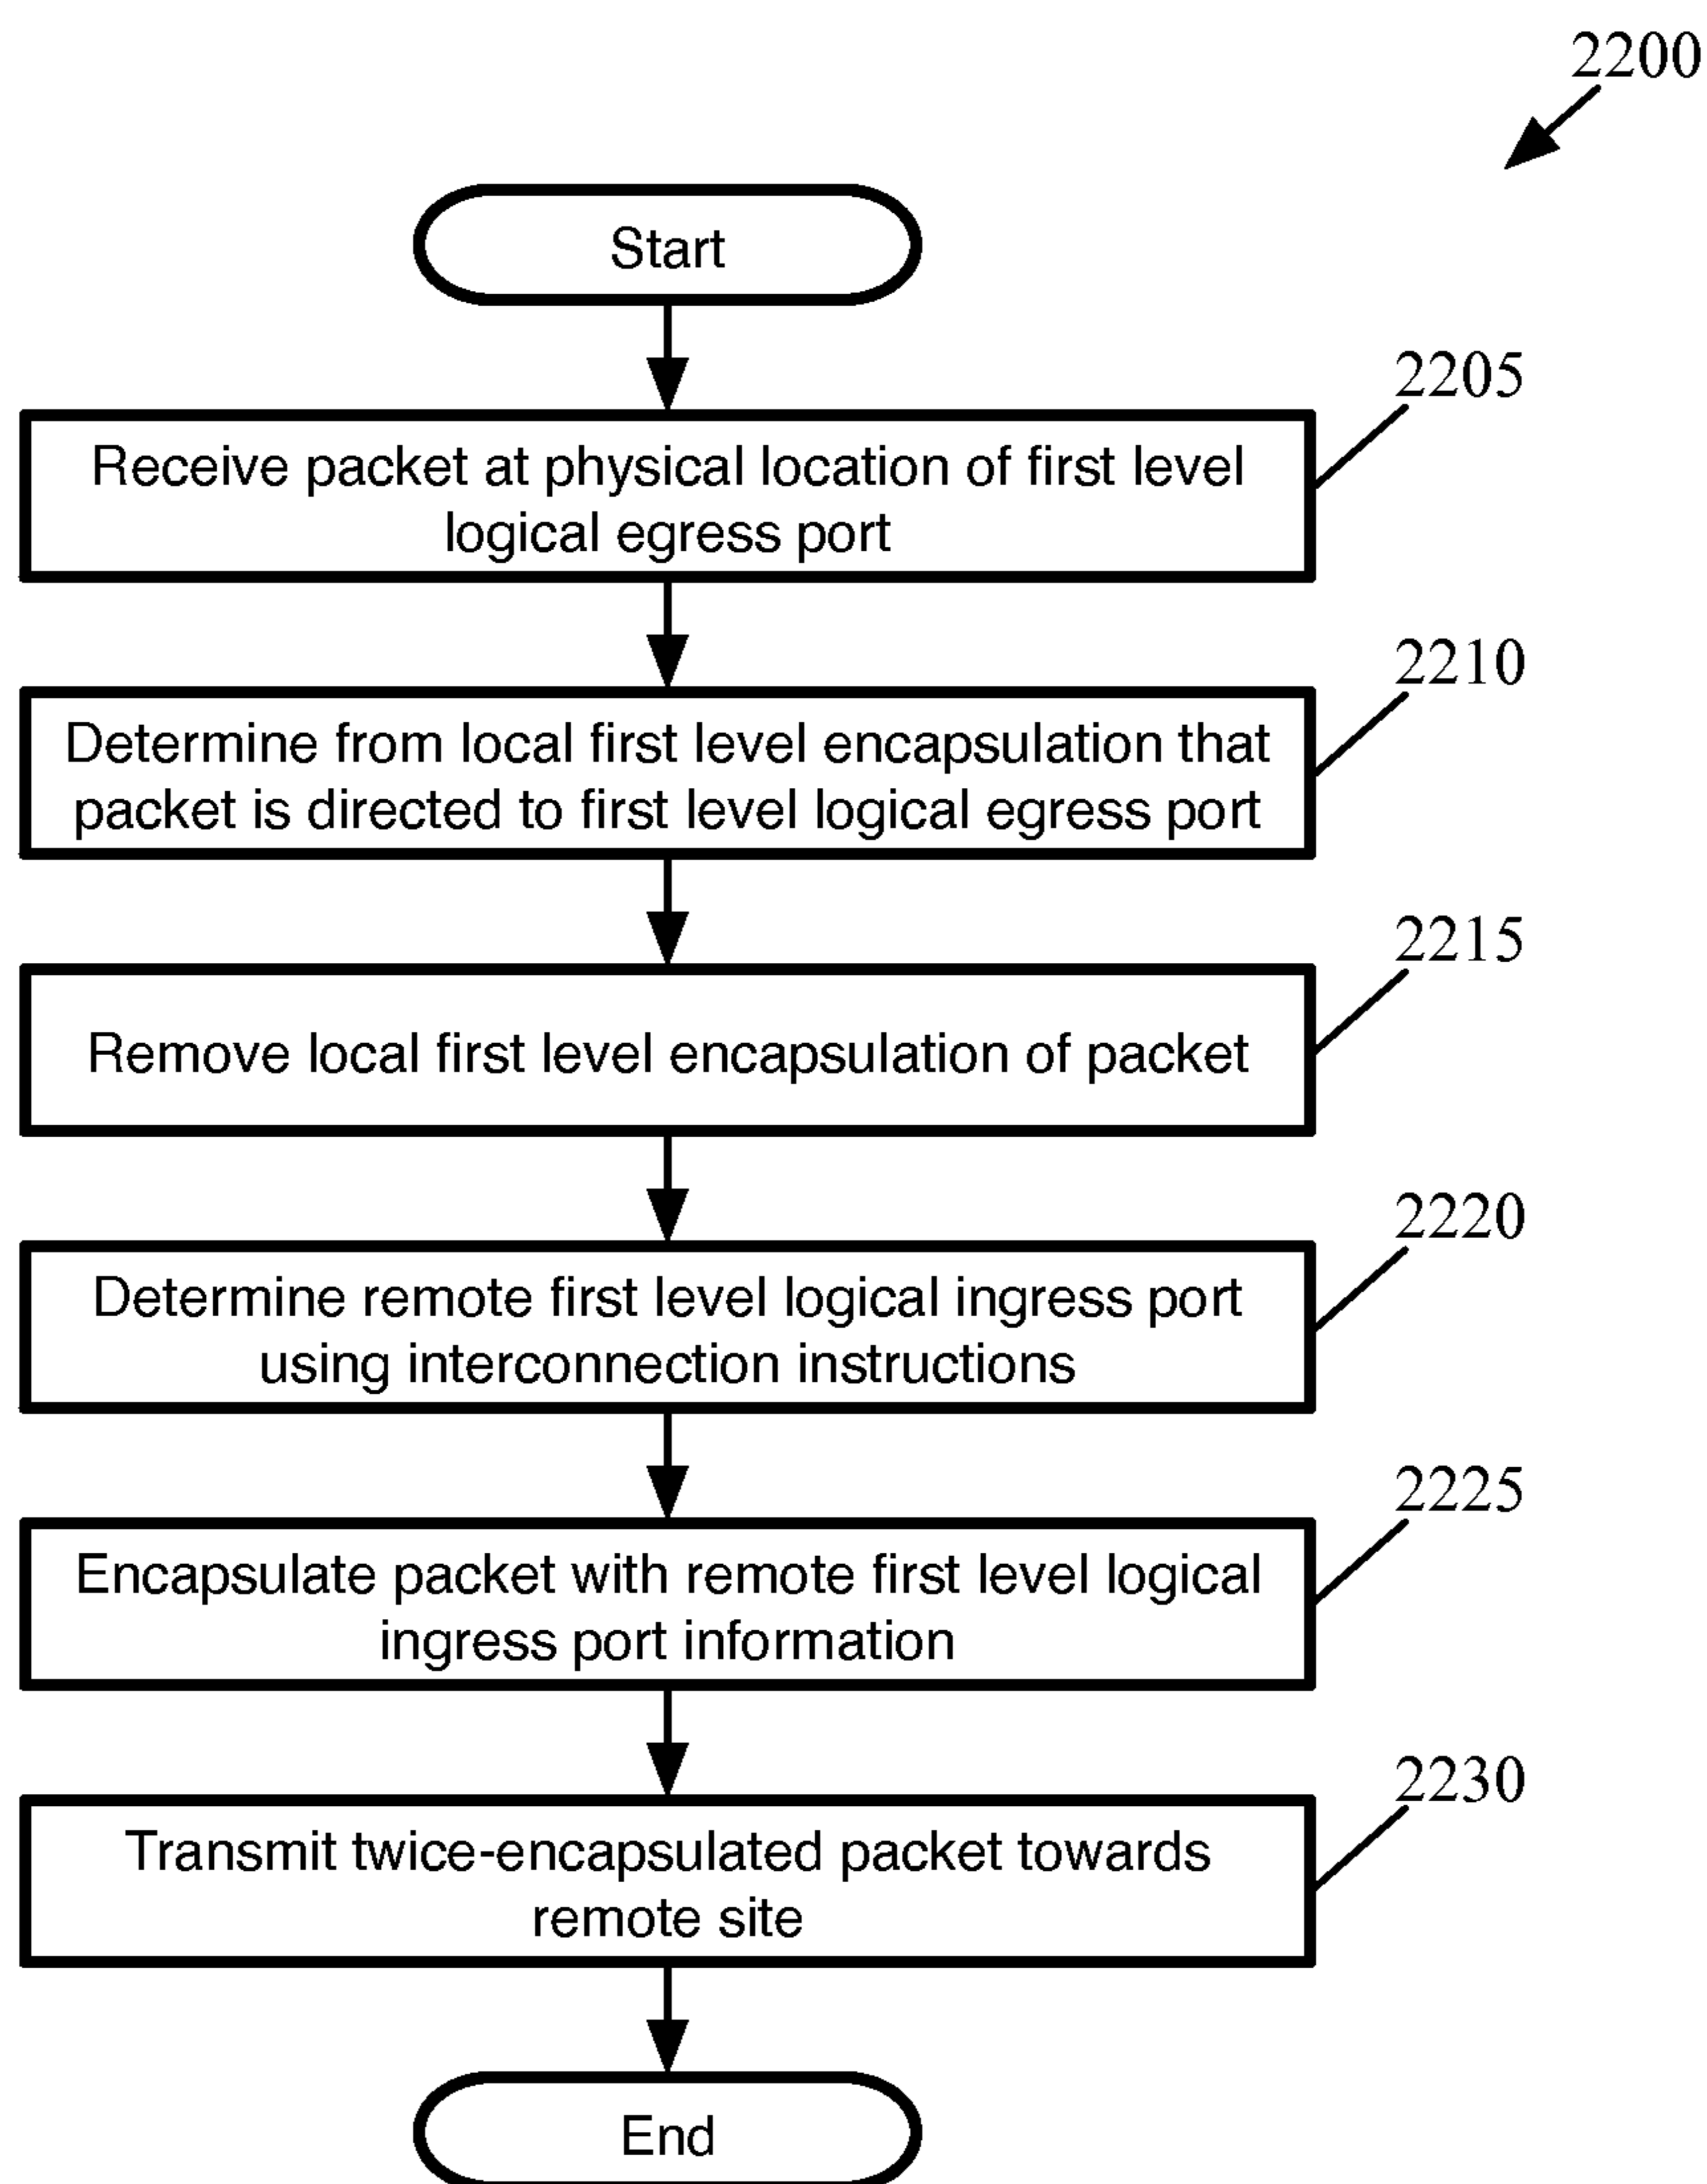 2200
Start
2205
Receive packet at physical location of first level
logical egress port
2210
Determine from local first level encapsulation that
packet is directed to first level logical egress port
2215
Remove local first level encapsulation of packet
2220
Determine remote first level logical ingress port
using interconnection instructions
2225
Encapsulate packet with remote first level logical
ingress port information
2230
Transmit twice-encapsulated packet towards
remote site
End